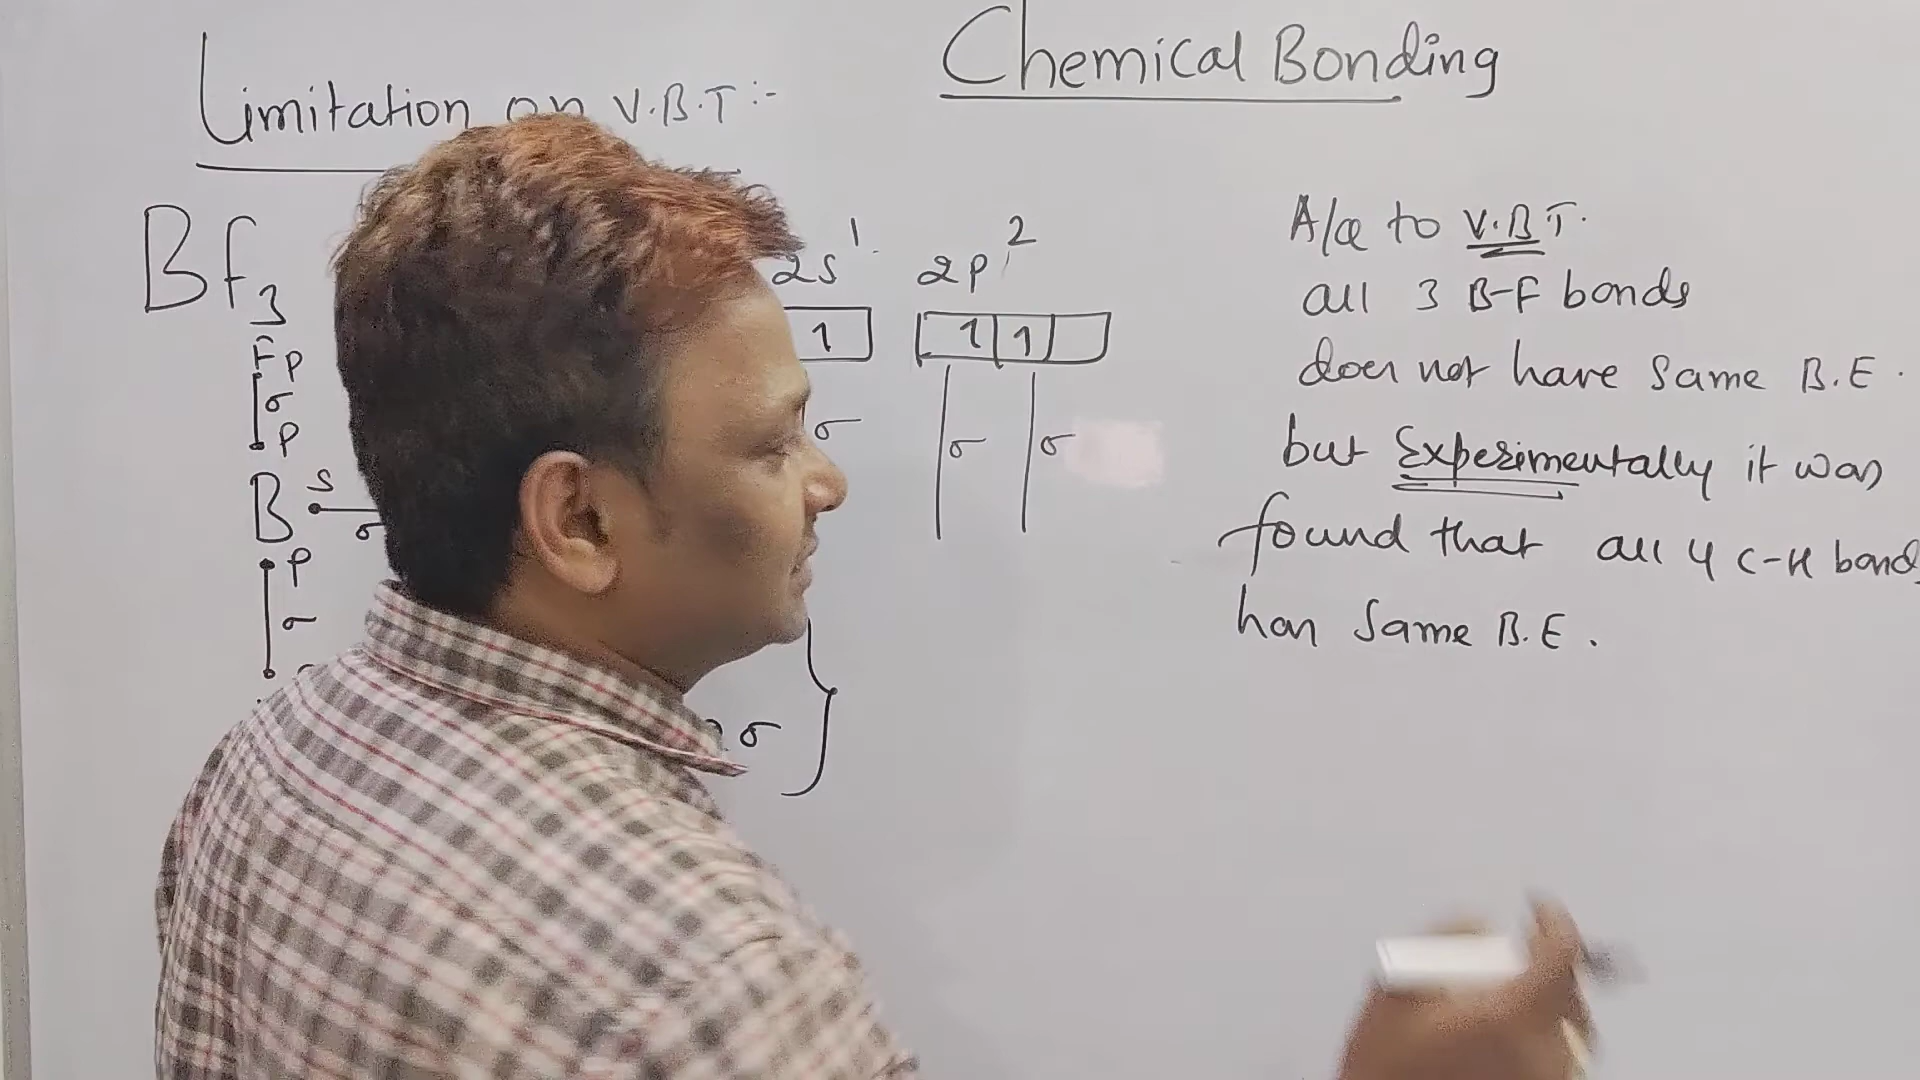 Chemical Bonding
Limitation on V.B.T :-
BF3
2s1 2p2
1 1 1
F P
σ
P
B S
σ
P
σ
σ σ σ
σ
A/Q to V.B.T.
all 3 B-F bonds
does not have same B.E.
but Experimentally it was
found that all 4 C-H bonds
has same B.E.